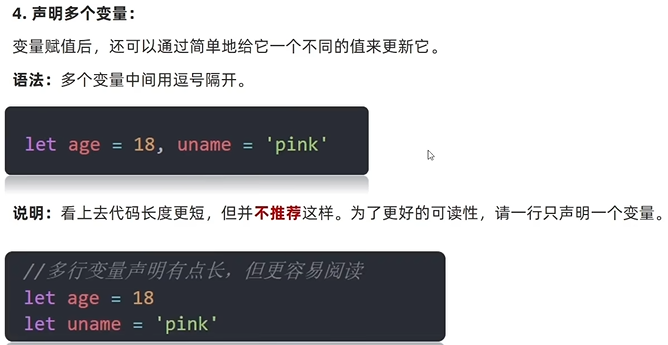 4. 声明多个变量：
变量赋值后，还可以通过简单地给它一个不同的值来更新它。
语法：多个变量中间用逗号隔开。
let age = 18, uname = 'pink'
说明：看上去代码长度更短，但并不推荐这样。为了更好的可读性，请一行只声明一个变量。
//多行变量声明有点长，但更容易阅读
let age = 18
let uname = 'pink'